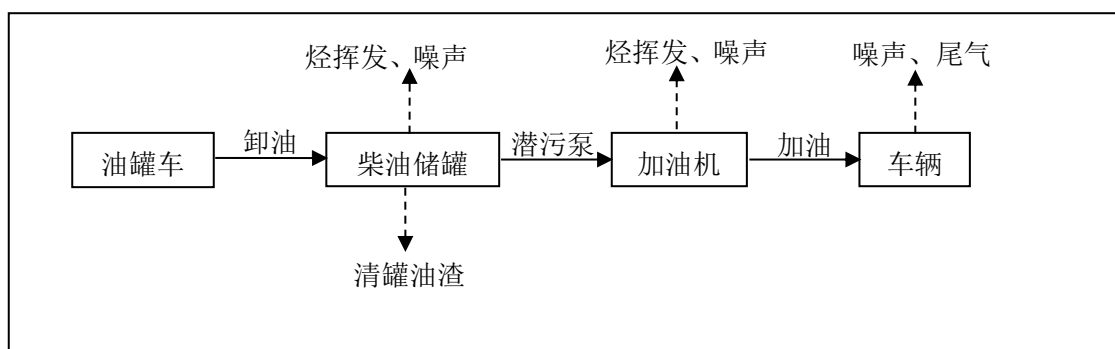 烃挥发、噪声
烃挥发、噪声
噪声、尾气
油罐车
卸油
柴油储罐
潜污泵
加油机
加油
车辆
清罐油渣